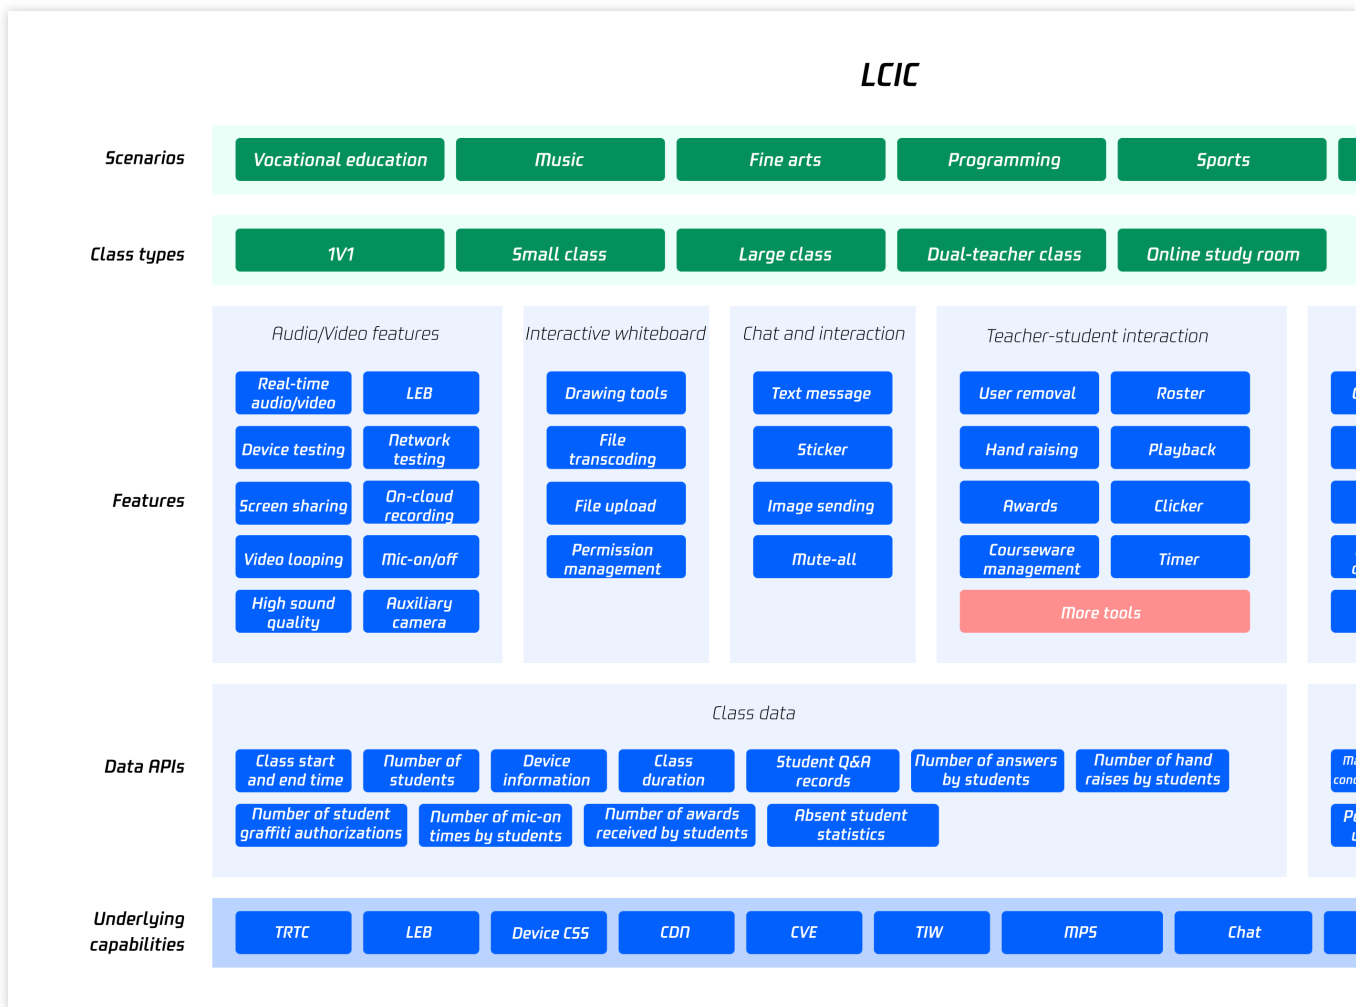 LCIC
Scenarios
Vocational education
Music
Fine arts
Programming
Sports
Class types
1V1
Small class
Large class
Dual-teacher class
Online study room
Features
Audio/Video features
Real-time
audio/video
LEB
Device testing
Network
testing
Screen sharing
On-cloud
recording
Video looping
Mic-on/off
High sound
quality
Auxiliary
camera
Interactive whiteboard
Drawing tools
File
transcoding
File upload
Permission
management
Chat and interaction
Text message
Sticker
Image sending
Mute-all
Teacher-student interaction
User removal
Roster
Hand raising
Playback
Awards
Clicker
Courseware
management
Timer
More tools
Data APIs
Class data
Class start
and end time
Number of
students
Device
information
Class
duration
Student Q&A
records
Number of answers
by students
Number of hand
raises by students
Number of student
graffiti authorizations
Number of mic-on
times by students
Number of awards
received by students
Absent student
statistics
Underlying
capabilities
TRTC
LEB
Device CSS
CDN
CVE
TIW
MPS
Chat